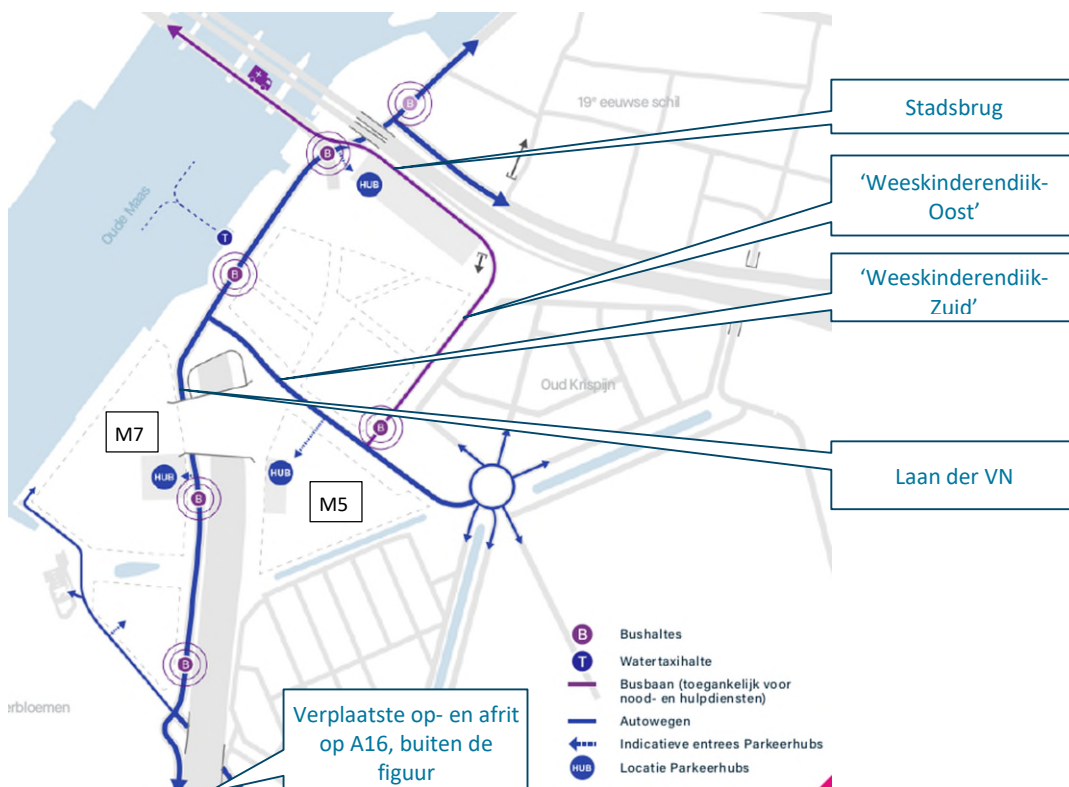 19e eeuwse schil
Stadsbrug
B
B
HUB
Oude Maas
'Weeskinderendijk-
Oost'
T
B
'Weeskinderendijk-
Zuid'
Oud Krispijn
M7
B
HUB
HUB
B
M5
Laan der VN
B
erbloemen
Verplaatste op- en afrit
op A16, buiten de
figuur
B Bushaltes
T Watertaxihalte
Busbaan (toegankelijk voor
nood- en hulpdiensten)
Autowegen
Indicatieve entrees Parkeerhubs
HUB Locatie Parkeerhubs